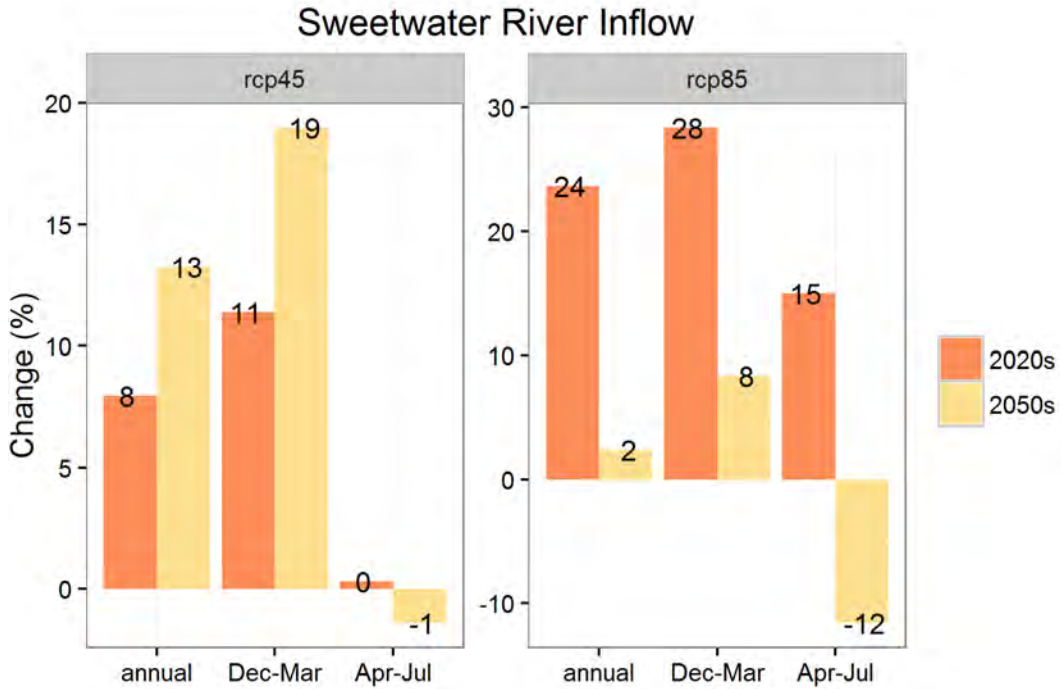 Sweetwater River Inflow
rcp45
rcp85
Change (%)
20
15
10
5
0
8
13
11
19
0
-1
annual
Dec-Mar
Apr-Jul
30
20
10
0
-10
24
2
28
8
15
-12
annual
Dec-Mar
Apr-Jul
2020s
2050s